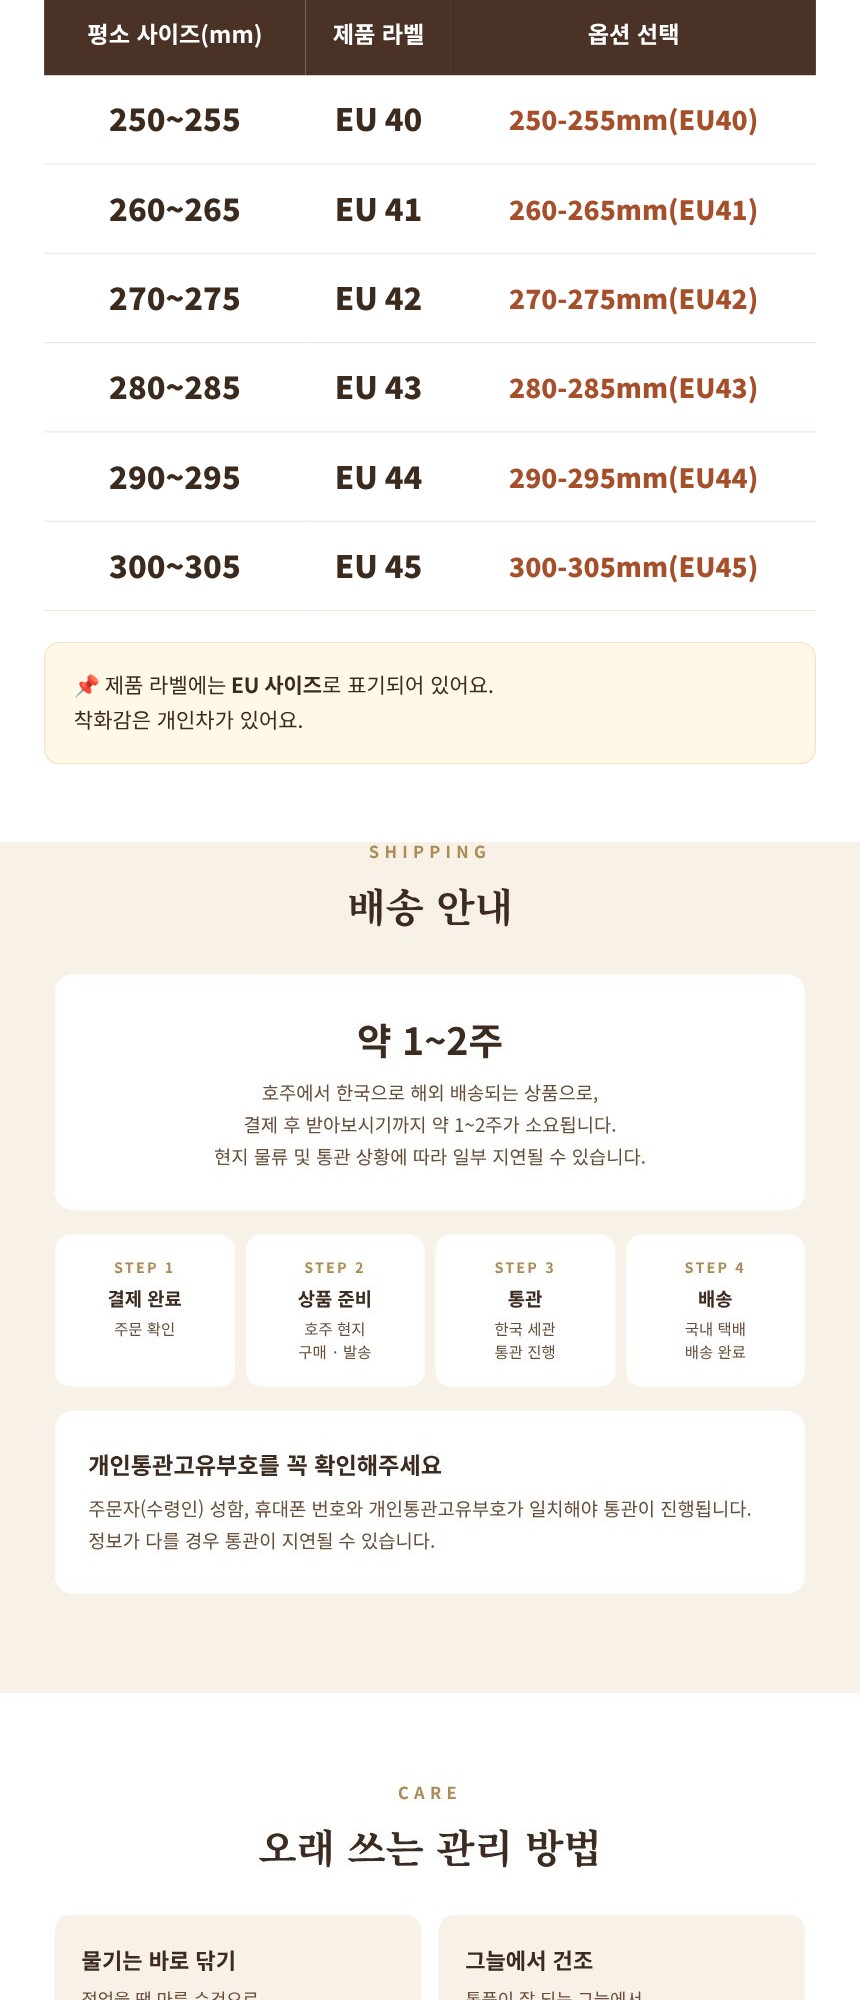 평소 사이즈(mm) 제품 라벨 옵션 선택
250~255 EU 40 250-255mm(EU40)
260~265 EU 41 260-265mm(EU41)
270~275 EU 42 270-275mm(EU42)
280~285 EU 43 280-285mm(EU43)
290~295 EU 44 290-295mm(EU44)
300~305 EU 45 300-305mm(EU45)
📌 제품 라벨에는 EU 사이즈로 표기되어 있어요.
착화감은 개인차가 있어요.
SHIPPING
배송 안내
약 1~2주
호주에서 한국으로 해외 배송되는 상품으로,
결제 후 받아보시기까지 약 1~2주가 소요됩니다.
현지 물류 및 통관 상황에 따라 일부 지연될 수 있습니다.
STEP 1
결제 완료
주문 확인
STEP 2
상품 준비
호주 현지
구매 · 발송
STEP 3
통관
한국 세관
통관 진행
STEP 4
배송
국내 택배
배송 완료
개인통관고유부호를 꼭 확인해주세요
주문자(수령인) 성함, 휴대폰 번호와 개인통관고유부호가 일치해야 통관이 진행됩니다.
정보가 다를 경우 통관이 지연될 수 있습니다.
CARE
오래 쓰는 관리 방법
물기는 바로 닦기
그늘에서 건조
통풍이 잘 되는 그늘에서